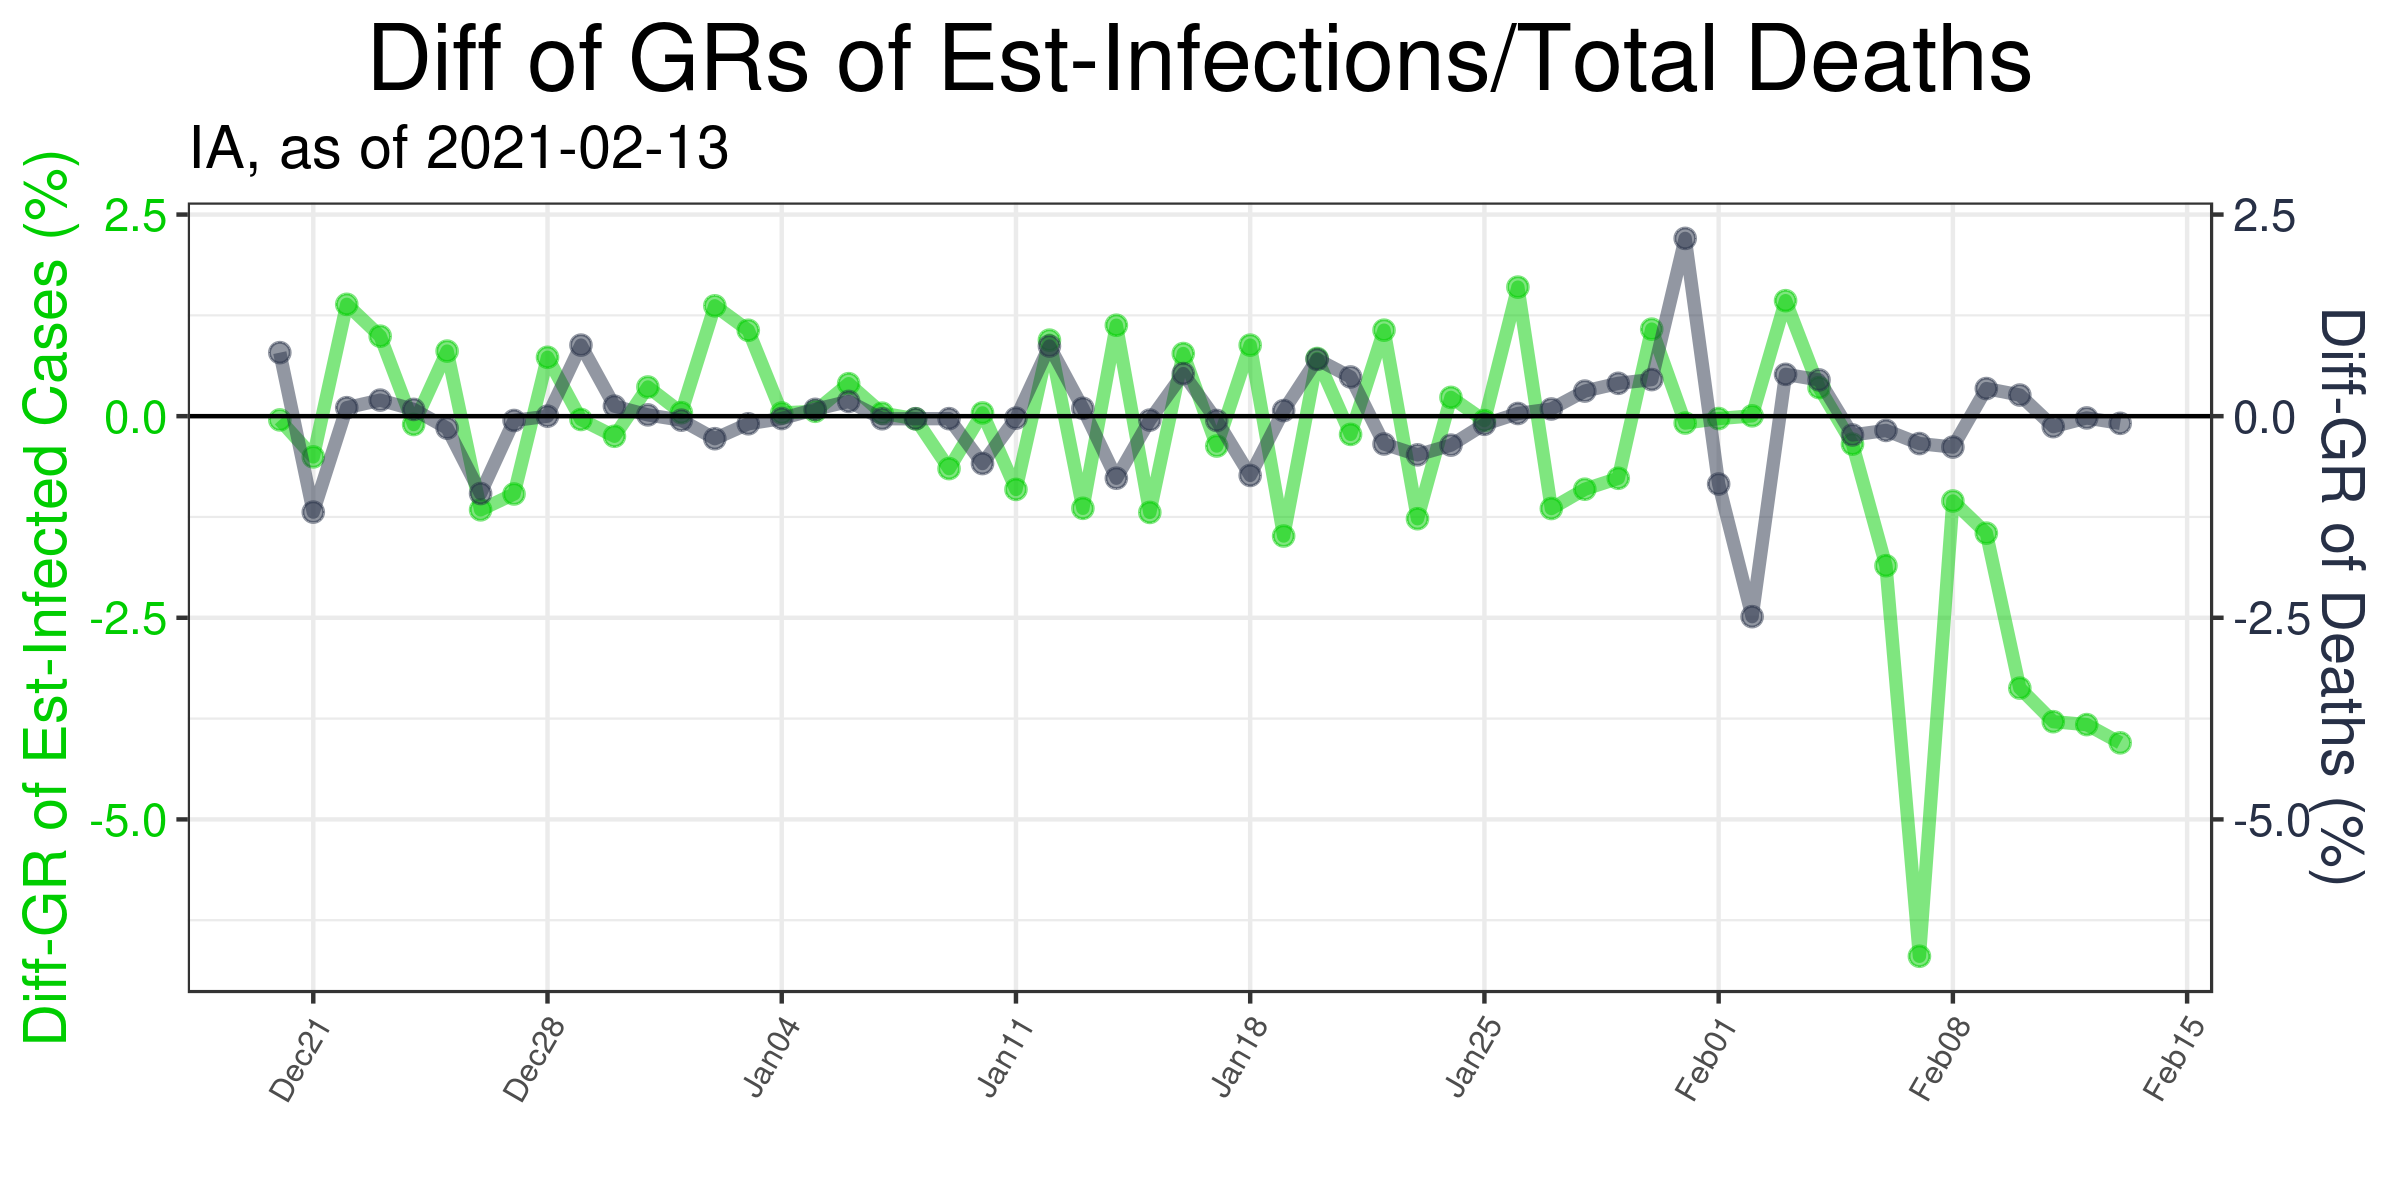 Diff of GRs of Est-Infections/Total Deaths
IA, as of 2021-02-13
Diff-GR of Est-Infected Cases (%)
2.5
0.0
-2.5
-5.0
2.5
0.0
-2.5
-5.0
Diff-GR of Deaths (%)
Dec21
Dec28
Jan04
Jan11
Jan18
Jan25
Feb01
Feb08
Feb15